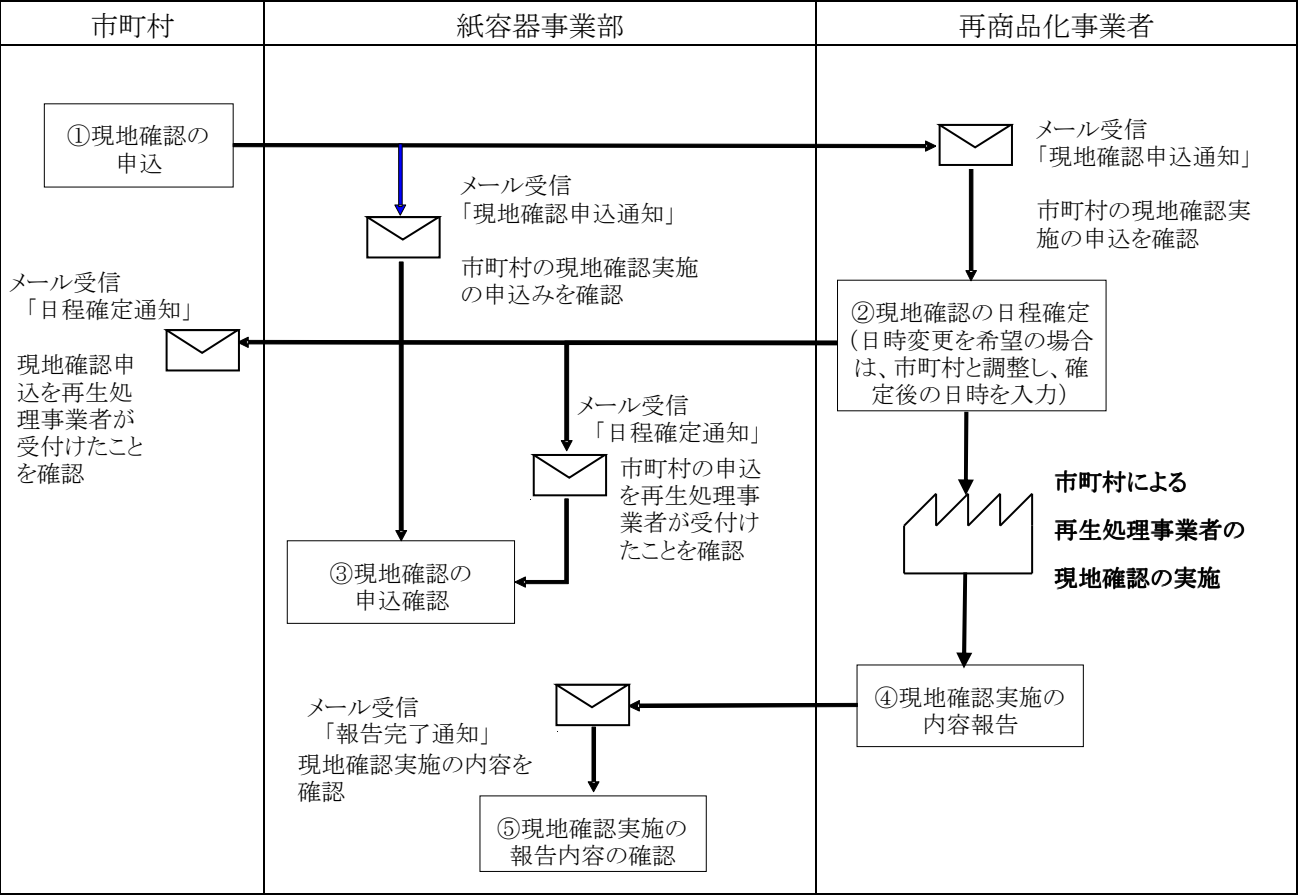 市町村
紙容器事業部
再商品化事業者
①現地確認の
申込
メール受信
「現地確認申込通知」
市町村の現地確認実
施の申込を確認
メール受信
「現地確認申込通知」
市町村の現地確認実施
の申込みを確認
メール受信
「日程確定通知」
現地確認申
込を再生処
理事業者が
受付けたこと
を確認
②現地確認の日程確定
(日時変更を希望の場合
は、市町村と調整し、確
定後の日時を入力)
メール受信
「日程確定通知」
市町村の申込
を再生処理事
業者が受付け
たことを確認
市町村による
再生処理事業者の
現地確認の実施
③現地確認の
申込確認
④現地確認実施の
内容報告
メール受信
「報告完了通知」
現地確認実施の内容を
確認
⑤現地確認実施の
報告内容の確認